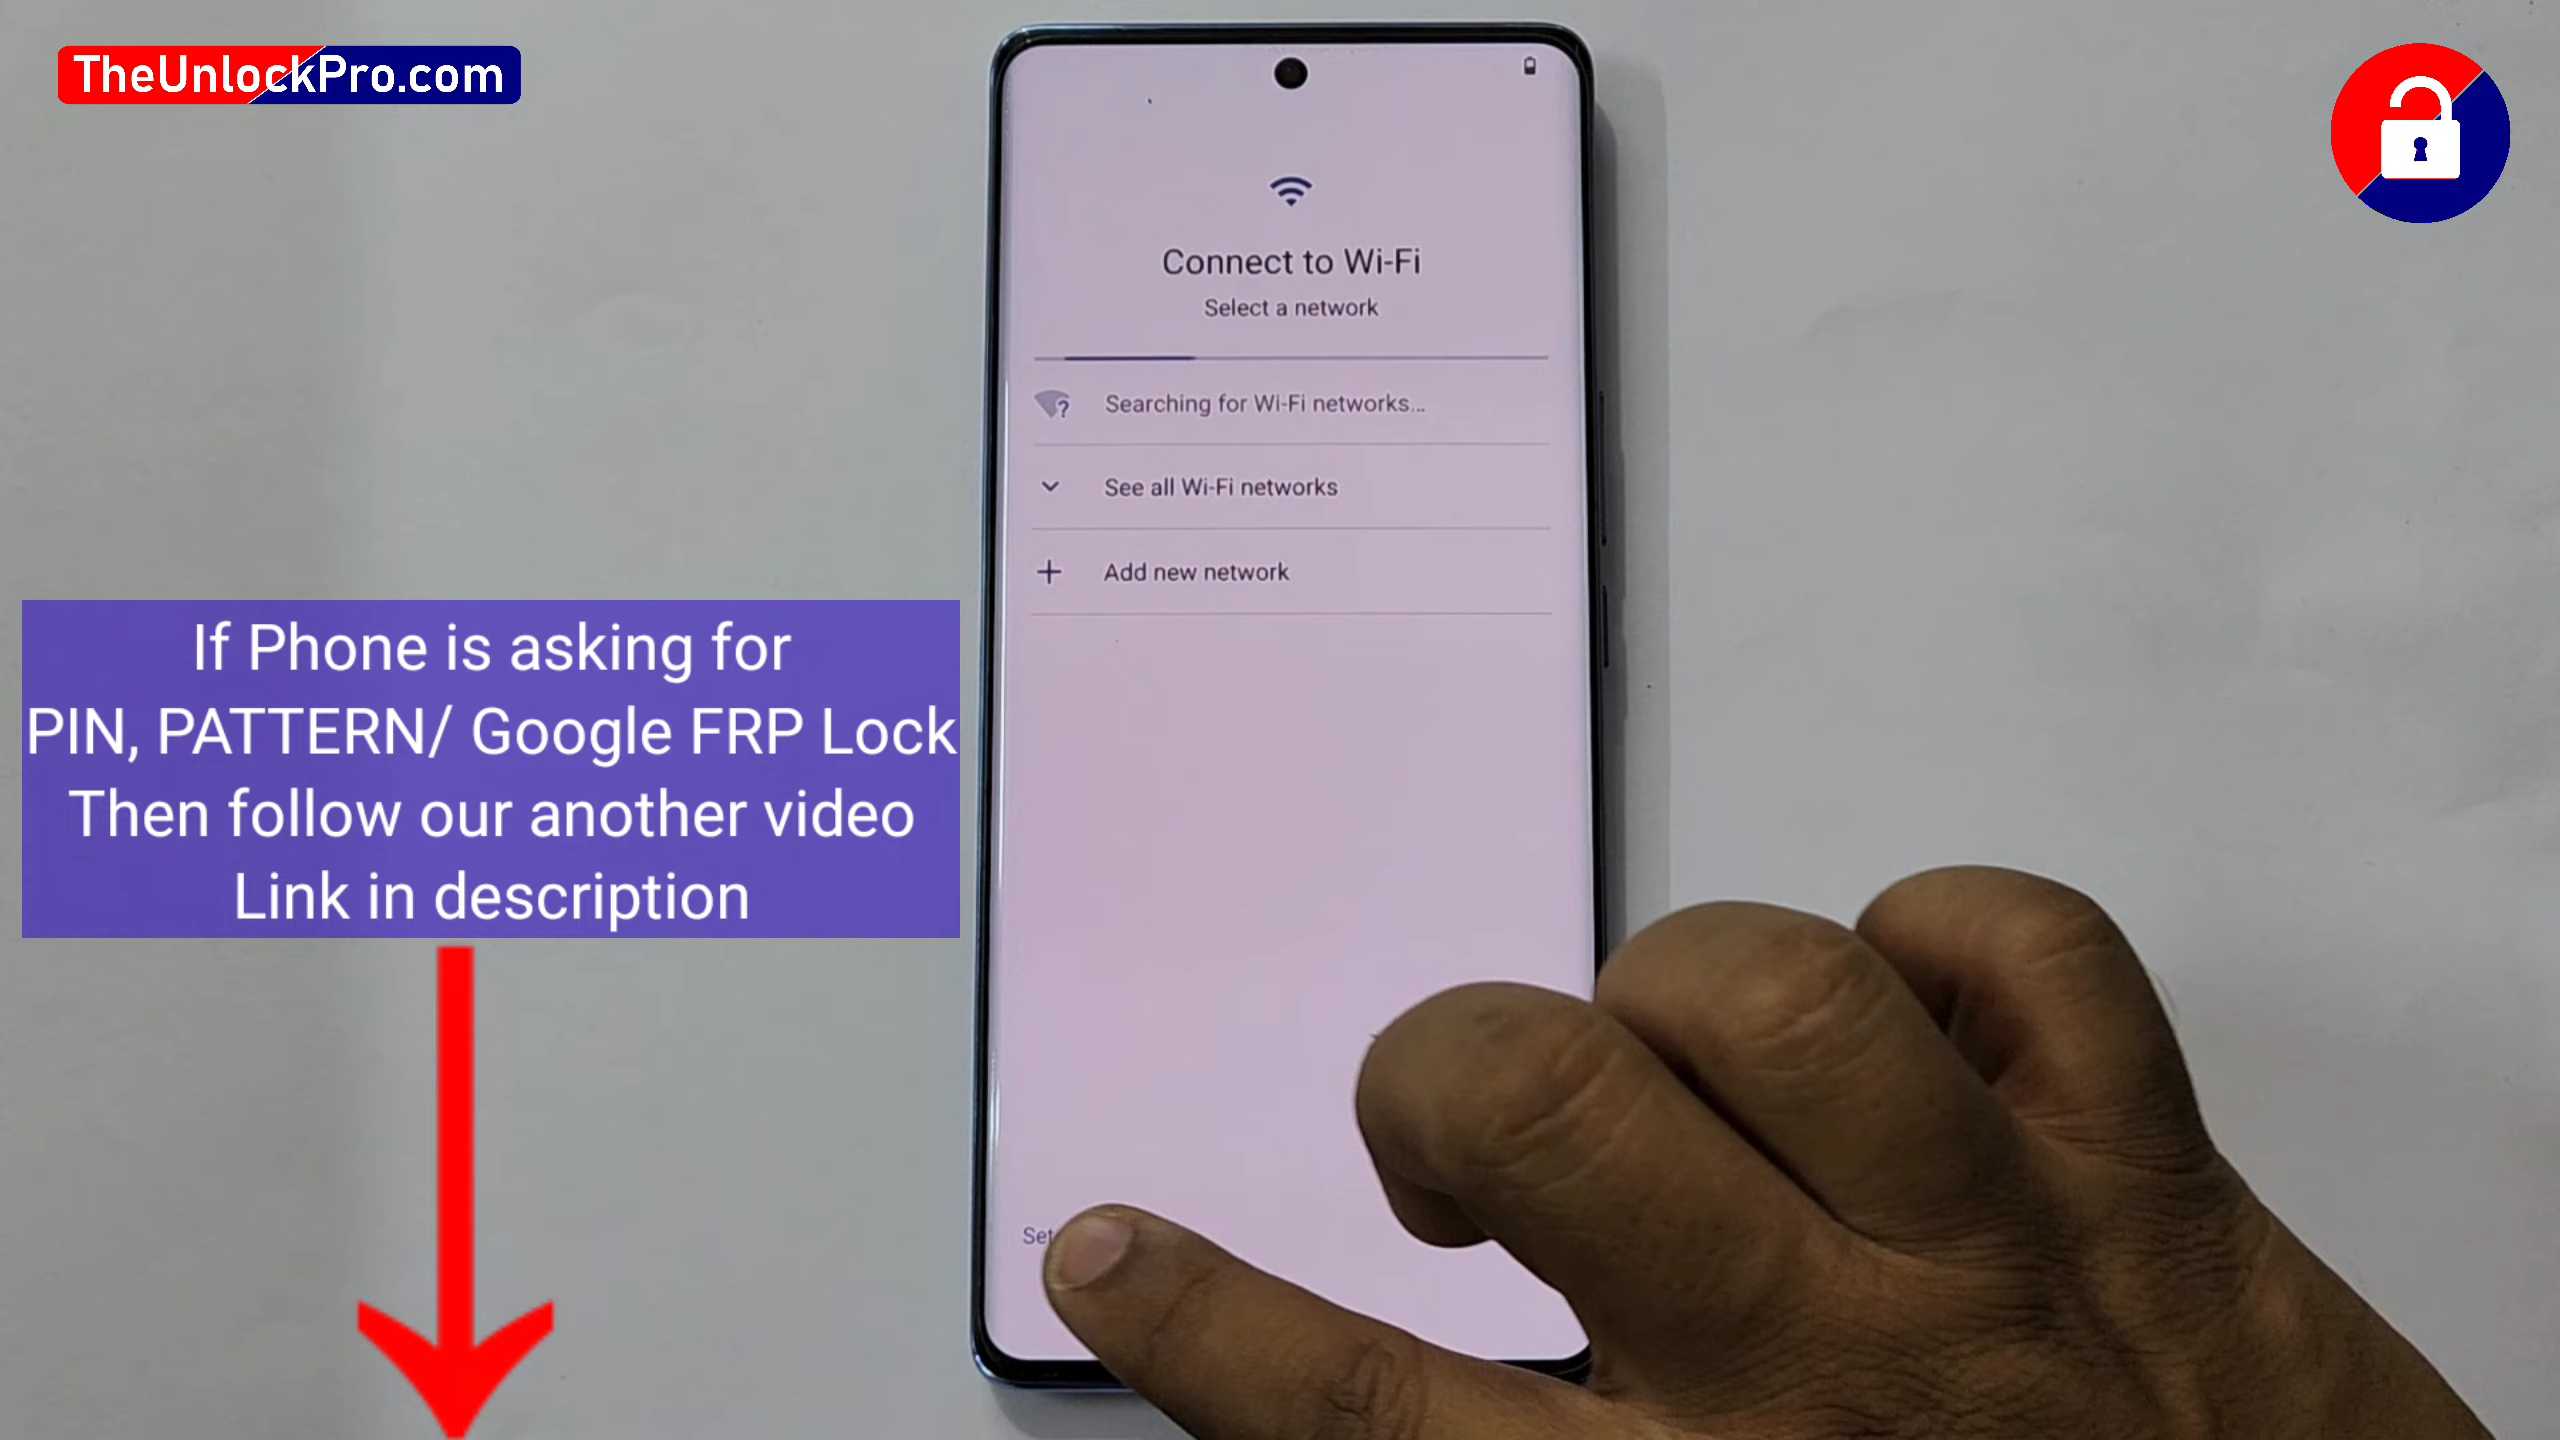 TheUnlockPro.com
Connect to Wi-Fi
Select a network
Searching for Wi-Fi networks...
See all Wi-Fi networks
Add new network
If Phone is asking for
PIN, PATTERN/ Google FRP Lock
Then follow our another video
Link in description